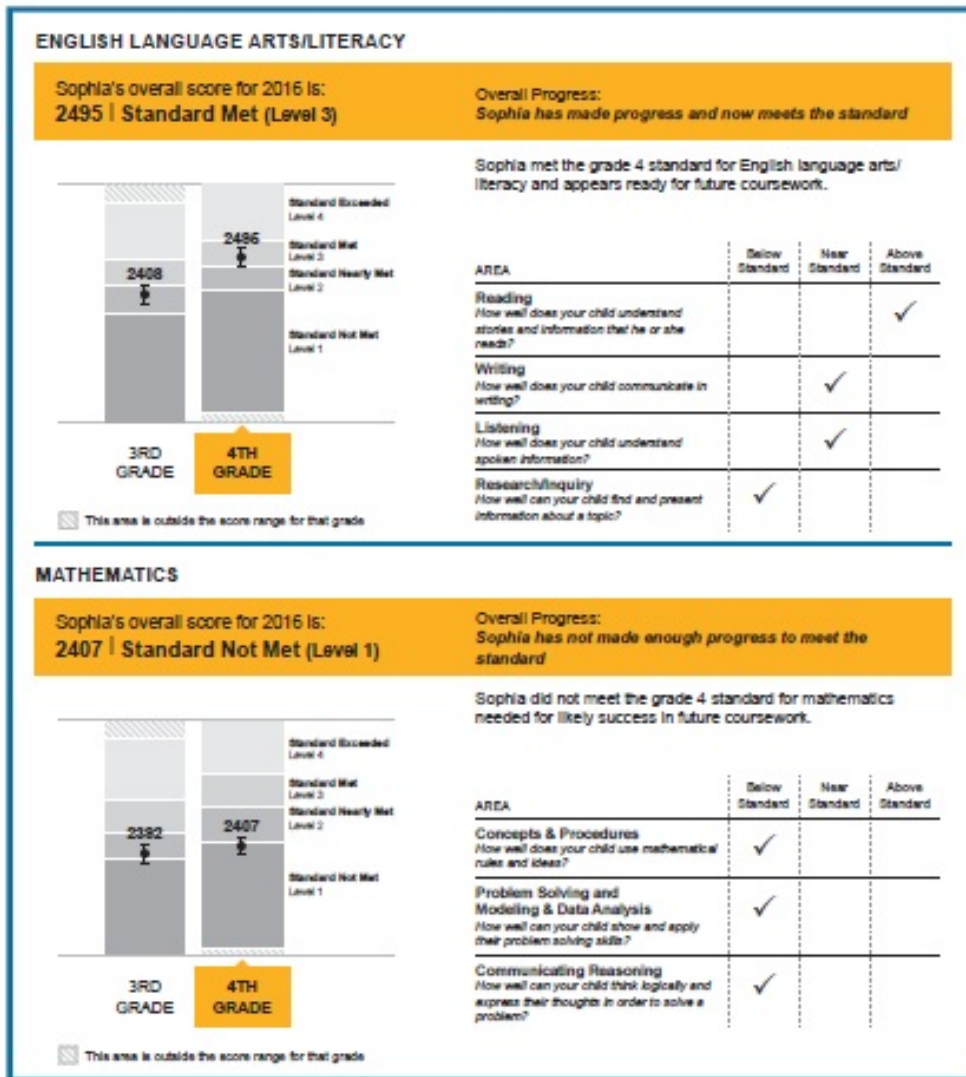 ENGLISH LANGUAGE ARTS/LITERACY
Sophia's overall score for 2016 is:
2495 | Standard Met (Level 3)
Overall Progress:
Sophia has made progress and now meets the standard
2408
2495
Standard Exceeded
Level 4
Standard Met
Level 3
Standard Nearly Met
Level 2
Standard Not Met
Level 1
3RD
GRADE
4TH
GRADE
This area is outside the score range for that grade
Sophia met the grade 4 standard for English language arts/
literacy and appears ready for future coursework.
AREA
Below
Standard
Near
Standard
Above
Standard
Reading
How well does your child understand
stories and information that he or she
reads?
Writing
How well does your child communicate in
writing?
Listening
How well does your child understand
spoken information?
Research/Inquiry
How well can your child find and present
information about a topic?
MATHEMATICS
Sophia's overall score for 2016 is:
2407 | Standard Not Met (Level 1)
Overall Progress:
Sophia has not made enough progress to meet the
standard
2392
2407
Standard Exceeded
Level 4
Standard Met
Level 3
Standard Nearly Met
Level 2
Standard Not Met
Level 1
3RD
GRADE
4TH
GRADE
This area is outside the score range for that grade
Sophia did not meet the grade 4 standard for mathematics
needed for likely success in future coursework.
AREA
Below
Standard
Near
Standard
Above
Standard
Concepts & Procedures
How well does your child use mathematical
rules and ideas?
Problem Solving and
Modeling & Data Analysis
How well can your child show and apply
their problem solving skills?
Communicating Reasoning
How well can your child think logically and
express their thoughts in order to solve a
problem?